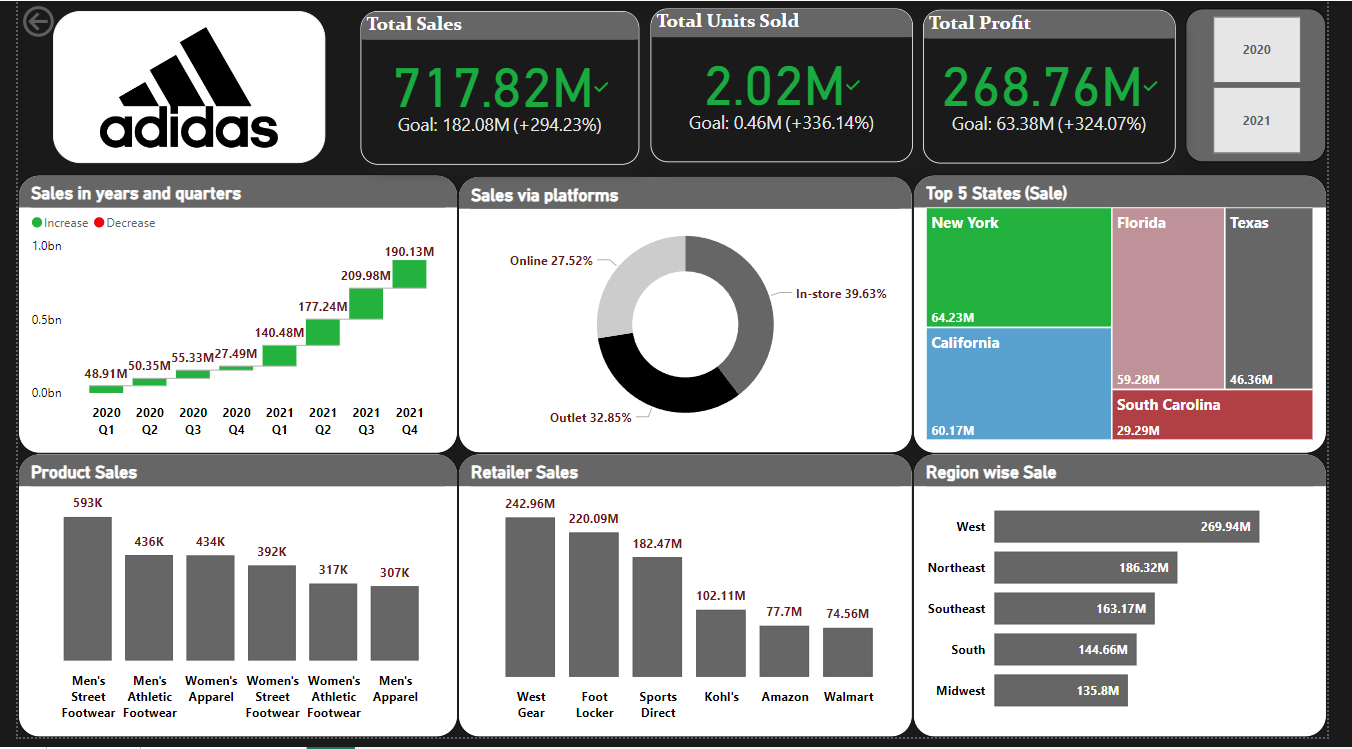 adidas
Total Sales
717.82M
Goal: 182.08M (+294.23%)
Total Units Sold
2.02M
Goal: 0.46M (+336.14%)
Total Profit
268.76M
Goal: 63.38M (+324.07%)
2020
2021
Sales in years and quarters
Increase
Decrease
1.0bn
0.5bn
0.0bn
48.91M
50.35M
55.33M
27.49M
140.48M
177.24M
209.98M
190.13M
2020 2020 2020 2020 2021 2021 2021 2021
Q1 Q2 Q3 Q4 Q1 Q2 Q3 Q4
Sales via platforms
Online 27.52%
In-store 39.63%
Outlet 32.85%
Top 5 States (Sale)
New York
64.23M
California
60.17M
Florida
59.28M
Texas
46.36M
South Carolina
29.29M
Product Sales
593K
436K
434K
392K
317K
307K
Men's
Street
Footwear
Men's
Athletic
Footwear
Women's
Apparel
Women's
Street
Footwear
Women's
Athletic
Footwear
Men's
Apparel
Retailer Sales
242.96M
220.09M
182.47M
102.11M
77.7M
74.56M
West
Gear
Foot
Locker
Sports
Direct
Kohl's
Amazon
Walmart
Region wise Sale
West 269.94M
Northeast 186.32M
Southeast 163.17M
South 144.66M
Midwest 135.8M